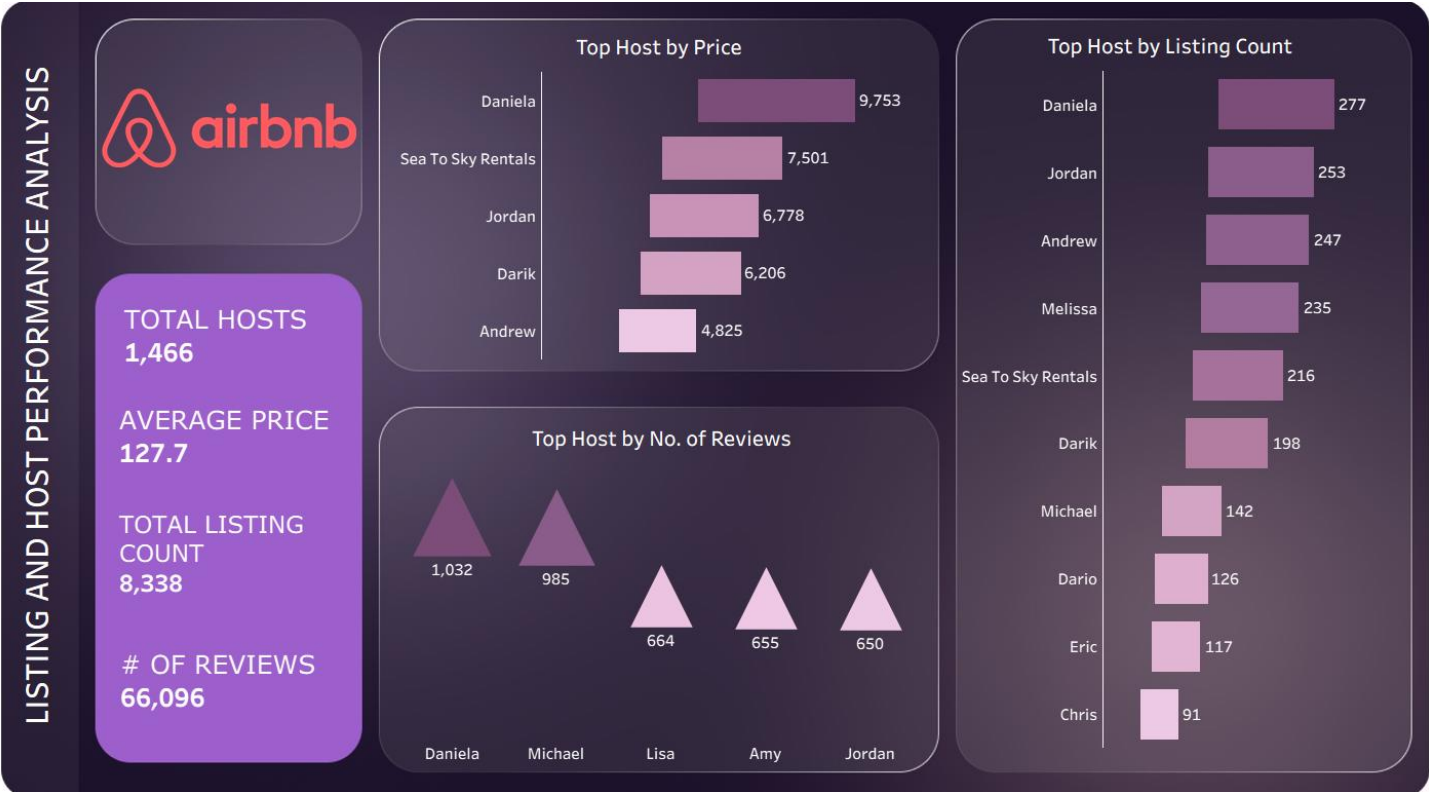 LISTING AND HOST PERFORMANCE ANALYSIS
airbnb
TOTAL HOSTS
1,466
AVERAGE PRICE
127.7
TOTAL LISTING
COUNT
8,338
# OF REVIEWS
66,096
Top Host by Price
Daniela 9,753
Sea To Sky Rentals 7,501
Jordan 6,778
Darik 6,206
Andrew 4,825
Top Host by No. of Reviews
1,032 985 664 655 650
Daniela Michael Lisa Amy Jordan
Top Host by Listing Count
Daniela 277
Jordan 253
Andrew 247
Melissa 235
Sea To Sky Rentals 216
Darik 198
Michael 142
Dario 126
Eric 117
Chris 91